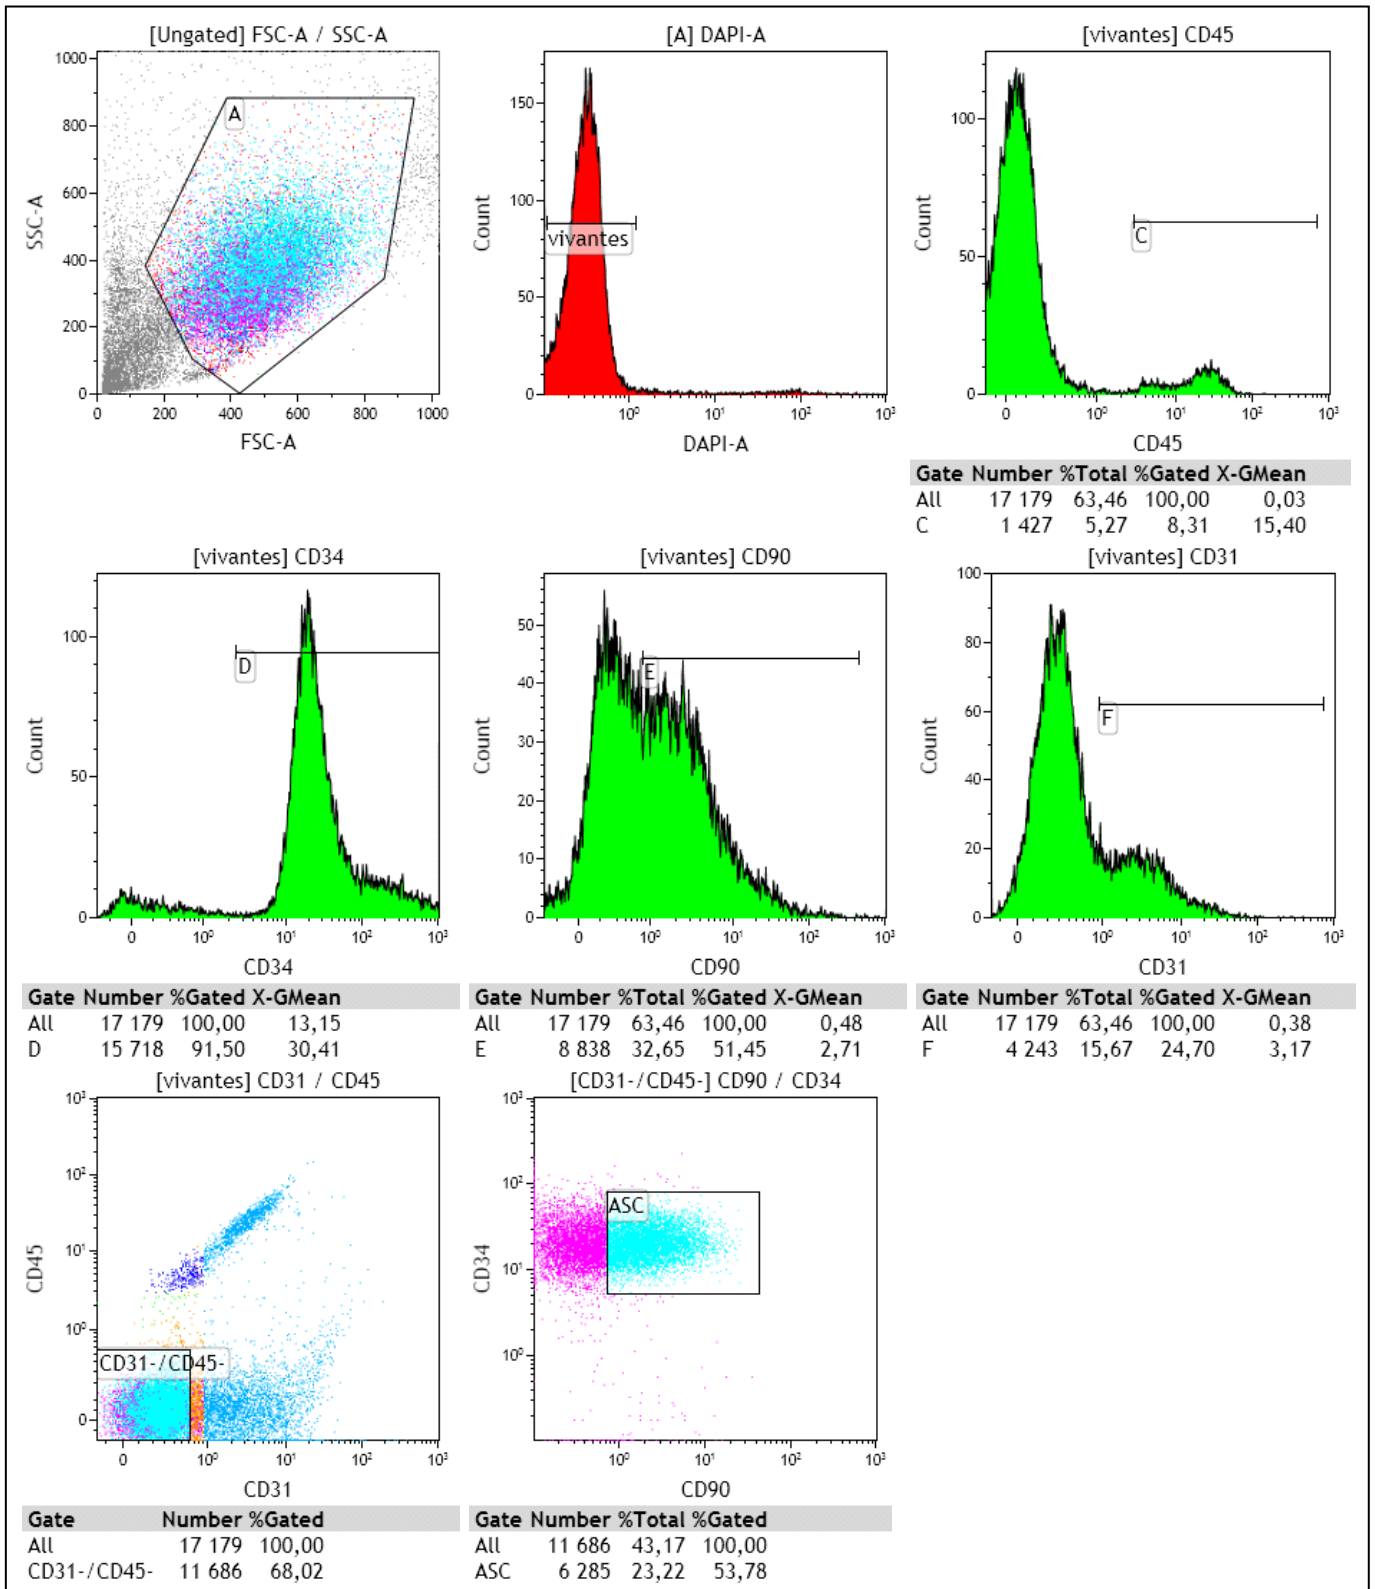 [Ungated] FSC-A / SSC-A
1000
800
600
400
200
0
SSC-A
A
0 200 400 600 800 1000
FSC-A
[A] DAPI-A
150
100
50
0
Count
vivantes
10⁰ 10¹ 10² 10³
DAPI-A
[vivantes] CD45
100
50
0
Count
C
0 10⁰ 10¹ 10² 10³
CD45
Gate Number %Total %Gated X-GMean
All 17 179 63,46 100,00 0,03
C 1 427 5,27 8,31 15,40
[vivantes] CD34
100
50
0
Count
D
0 10⁰ 10¹ 10² 10³
CD34
Gate Number %Gated X-GMean
All 17 179 100,00 13,15
D 15 718 91,50 30,41
[vivantes] CD90
50
40
30
20
10
0
Count
E
0 10⁰ 10¹ 10² 10³
CD90
Gate Number %Total %Gated X-GMean
All 17 179 63,46 100,00 0,48
E 8 838 32,65 51,45 2,71
[vivantes] CD31
100
80
60
40
20
0
Count
F
0 10⁰ 10¹ 10² 10³
CD31
Gate Number %Total %Gated X-GMean
All 17 179 63,46 100,00 0,38
F 4 243 15,67 24,70 3,17
[vivantes] CD31 / CD45
10³
10²
10¹
10⁰
0
CD45
CD31-/CD45-
0 10⁰ 10¹ 10² 10³
CD31
Gate Number %Gated
All 17 179 100,00
CD31-/CD45- 11 686 68,02
[CD31-/CD45-] CD90 / CD34
10³
10²
10¹
10⁰
CD34
ASC
10⁰ 10¹ 10² 10³
CD90
Gate Number %Total %Gated
All 11 686 43,17 100,00
ASC 6 285 23,22 53,78